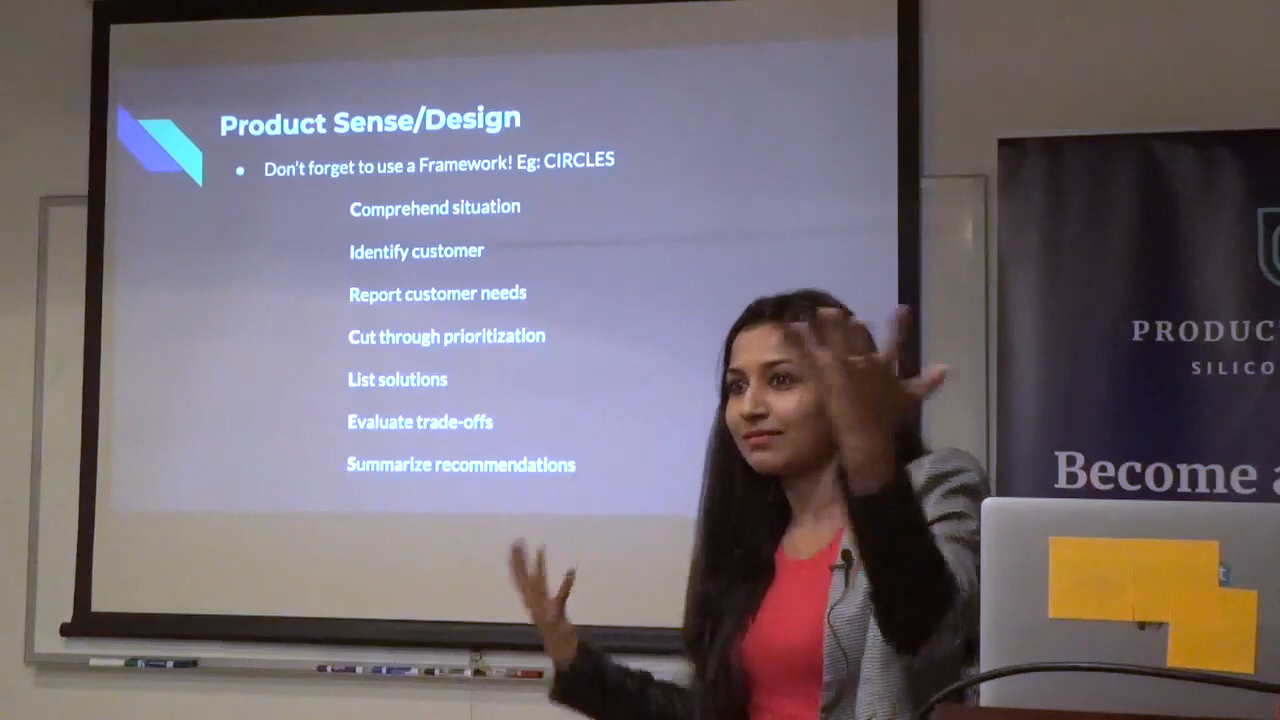 Product Sense/Design
● Don't forget to use a Framework! Eg: CIRCLES
Comprehend situation
Identify customer
Report customer needs
Cut through prioritization
List solutions
Evaluate trade-offs
Summarize recommendations
PRODUC
SILICO
Become a